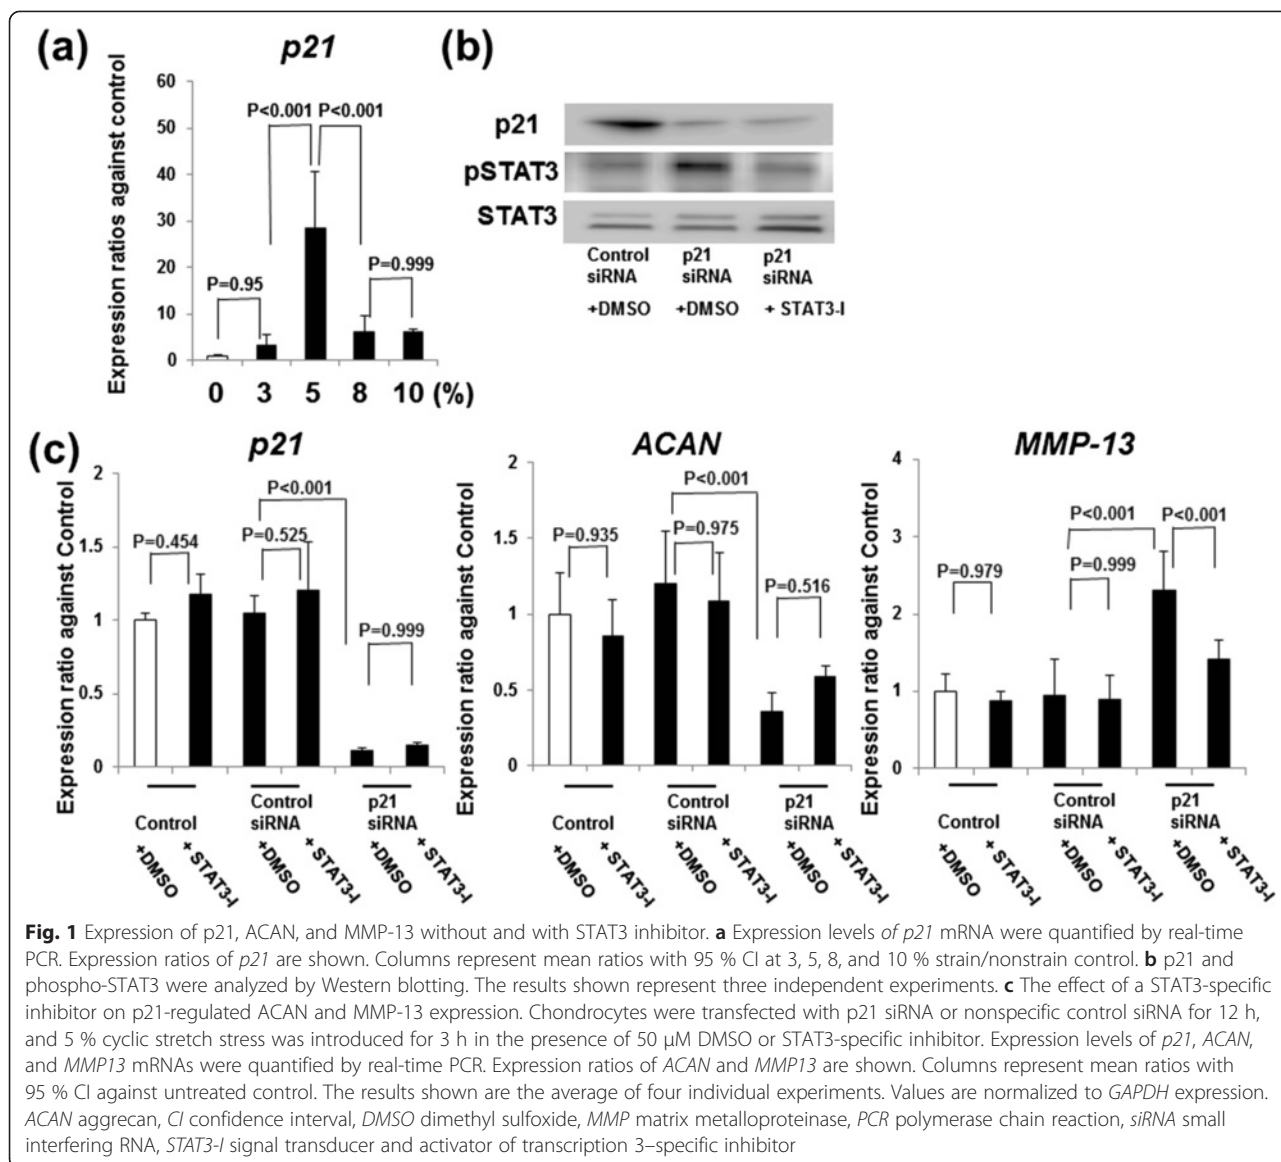 (a)
p21
Expression ratios against control
60
50
40
30
20
10
0
P<0.001 P<0.001
P=0.95
P=0.999
0 3 5 8 10 (%)
(b)
p21
pSTAT3
STAT3
Control siRNA +DMSO
p21 siRNA +DMSO
p21 siRNA + STAT3-I
(c)
p21
Expression ratio against Control
2
1.5
1
0.5
0
P<0.001
P=0.454
P=0.525
P=0.999
Control
Control siRNA
p21 siRNA
+DMSO
+ STAT3-I
+DMSO
+ STAT3-I
+DMSO
+ STAT3-I
ACAN
Expression ratio against Control
2
1.5
1
0.5
0
P<0.001
P=0.935
P=0.975
P=0.516
Control
Control siRNA
p21 siRNA
+DMSO
+ STAT3-I
+DMSO
+ STAT3-I
+DMSO
+ STAT3-I
MMP-13
Expression ratio against Control
4
3
2
1
0
P<0.001 P<0.001
P=0.979
P=0.999
Control
Control siRNA
p21 siRNA
+DMSO
+ STAT3-I
+DMSO
+ STAT3-I
+DMSO
+ STAT3-I
Fig. 1 Expression of p21, ACAN, and MMP-13 without and with STAT3 inhibitor. a Expression levels of p21 mRNA were quantified by real-time
PCR. Expression ratios of p21 are shown. Columns represent mean ratios with 95 % CI at 3, 5, 8, and 10 % strain/nonstrain control. b p21 and
phospho-STAT3 were analyzed by Western blotting. The results shown represent three independent experiments. c The effect of a STAT3-specific
inhibitor on p21-regulated ACAN and MMP-13 expression. Chondrocytes were transfected with p21 siRNA or nonspecific control siRNA for 12 h,
and 5 % cyclic stretch stress was introduced for 3 h in the presence of 50 μM DMSO or STAT3-specific inhibitor. Expression levels of p21, ACAN,
and MMP13 mRNAs were quantified by real-time PCR. Expression ratios of ACAN and MMP13 are shown. Columns represent mean ratios with
95 % CI against untreated control. The results shown are the average of four individual experiments. Values are normalized to GAPDH expression.
ACAN aggrecan, CI confidence interval, DMSO dimethyl sulfoxide, MMP matrix metalloproteinase, PCR polymerase chain reaction, siRNA small
interfering RNA, STAT3-I signal transducer and activator of transcription 3–specific inhibitor